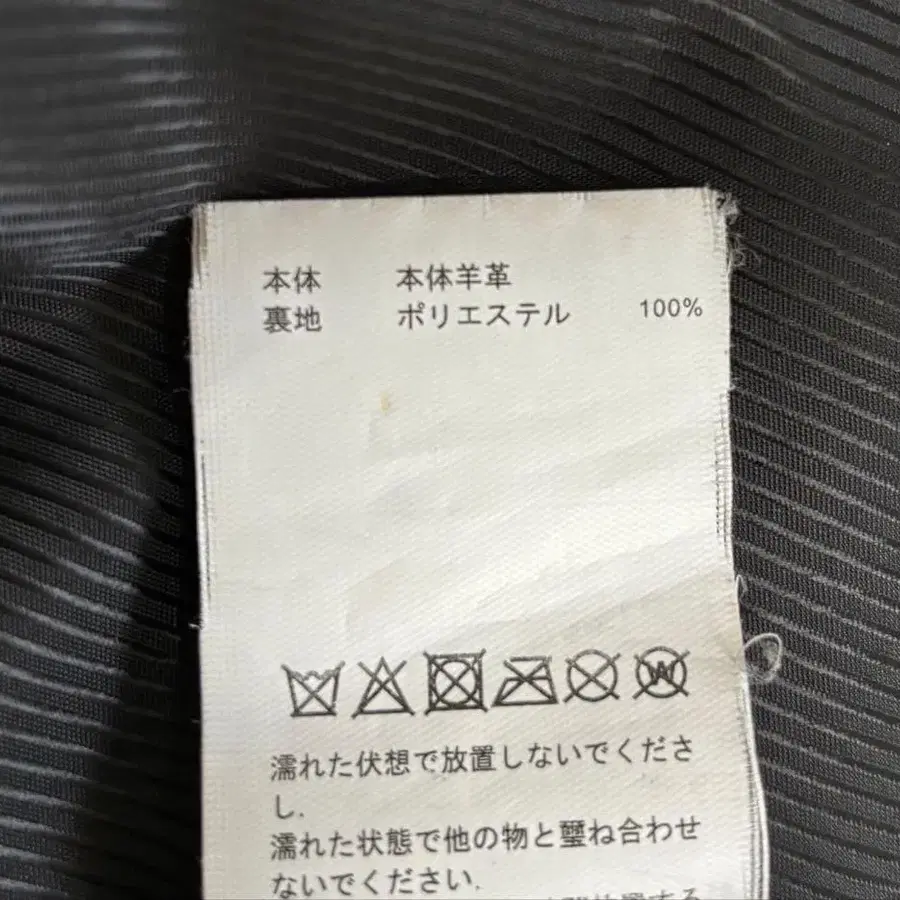 本体 本体羊革
裏地 ポリエステル 100%
濡れた伏想で放置しないでくださ
し.
濡れた状態で他の物と璽ね合わせ
ないでください.